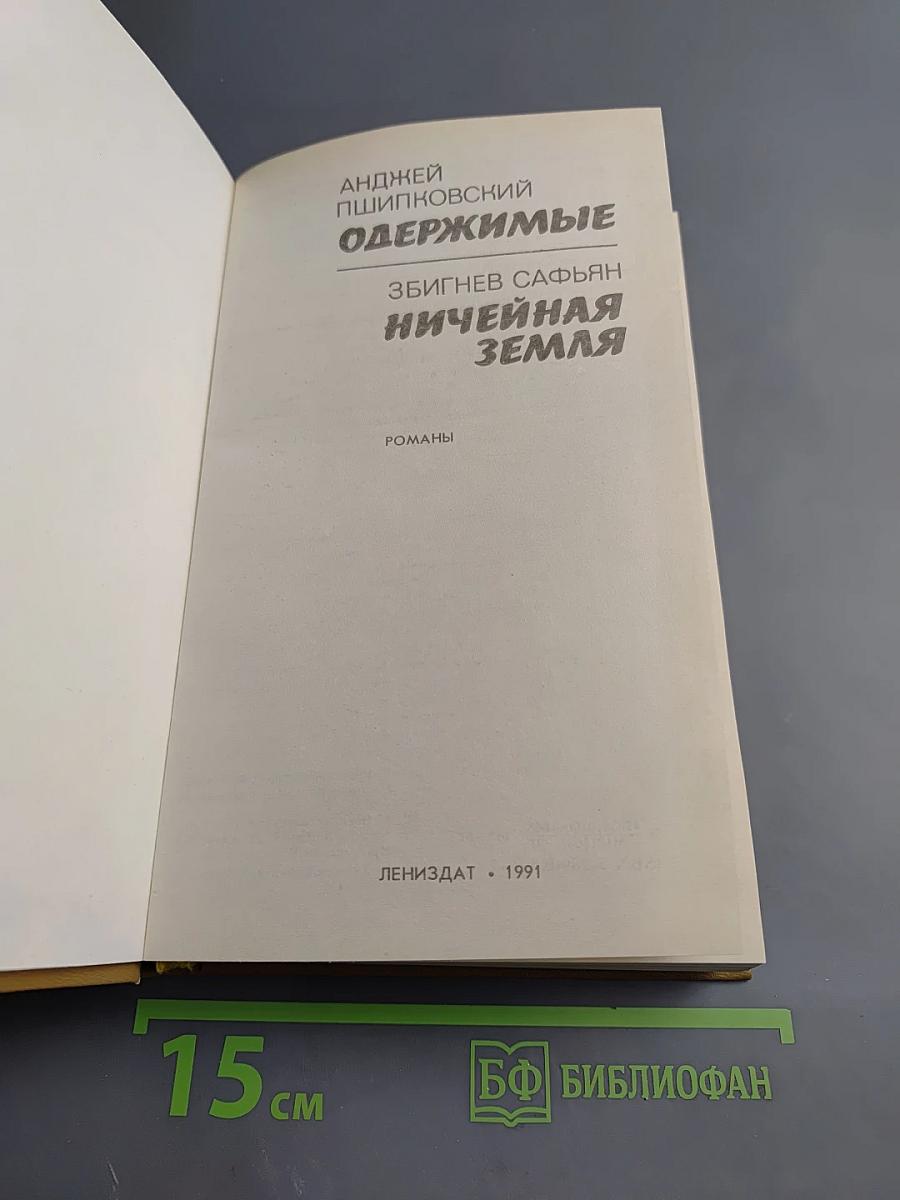 АНДЖЕЙ
ПШИПКОВСКИЙ
ОДЕРЖИМЫЕ
ЗБИГНЕВ САФЬЯН
НИЧЕЙНАЯ
ЗЕМЛЯ
РОМАНЫ
ЛЕНИЗДАТ • 1991
15 см
БФ БИБЛИОФАН